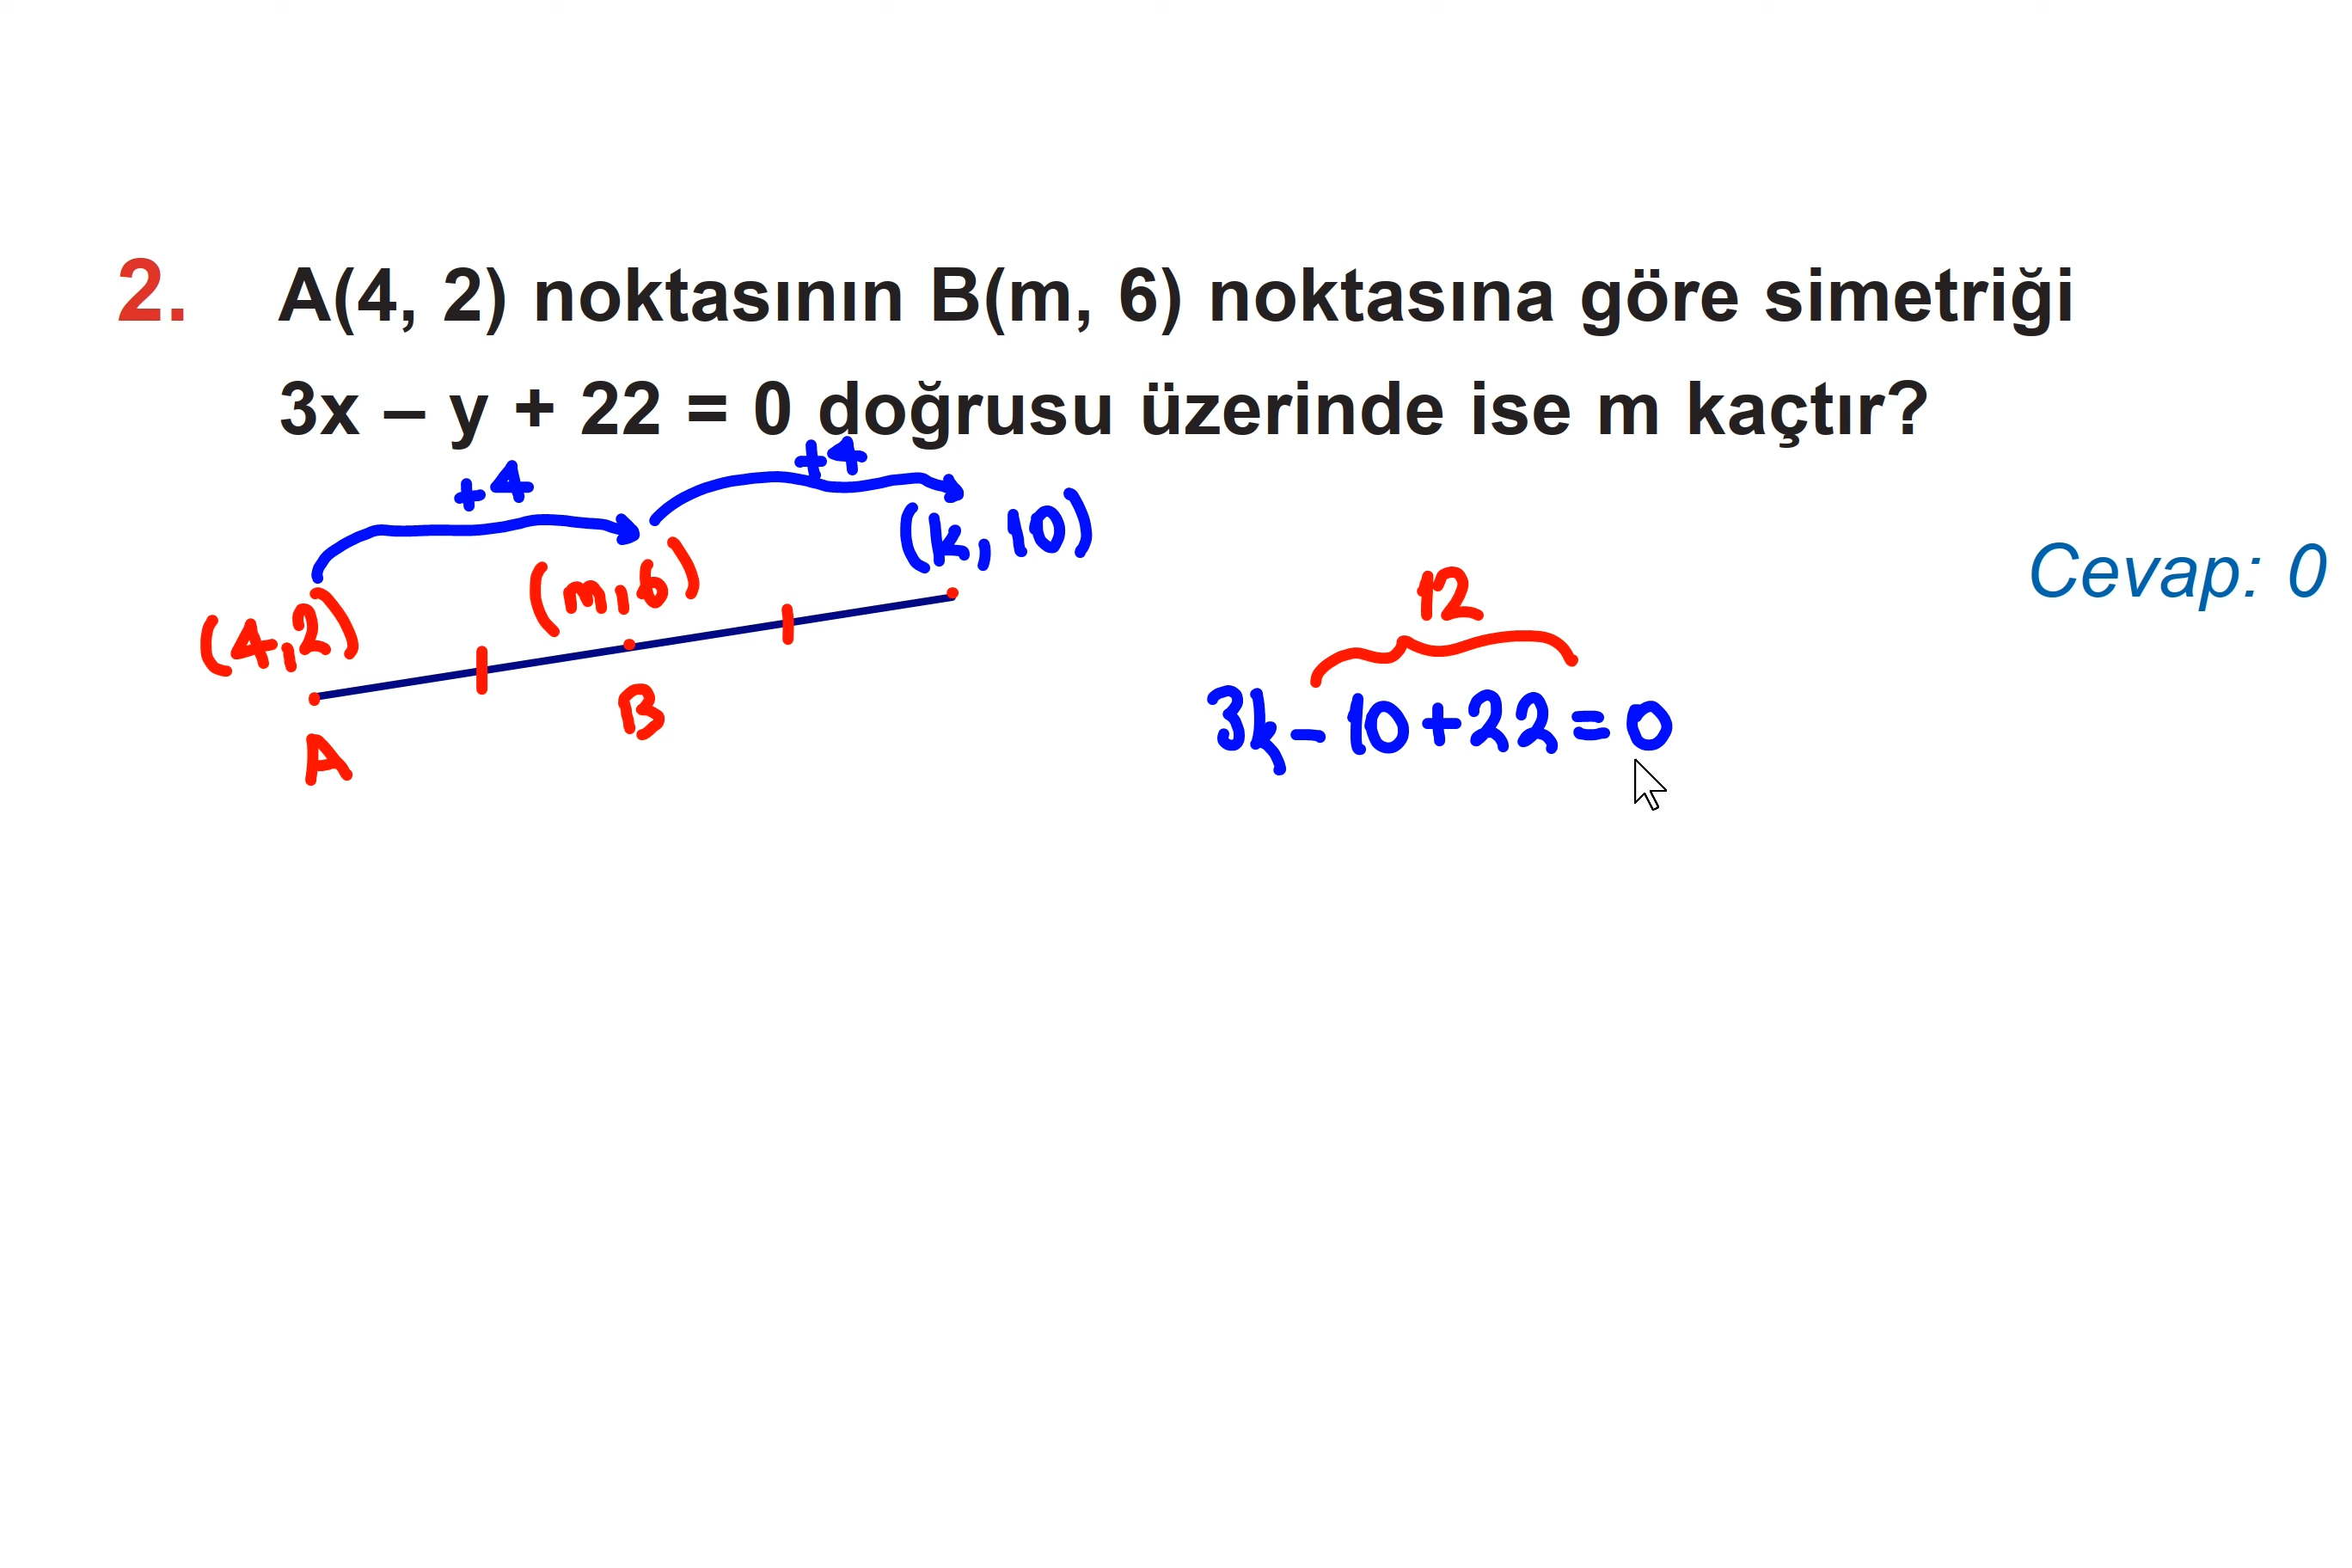 2. A(4, 2) noktasının B(m, 6) noktasına göre simetriği
3x – y + 22 = 0 doğrusu üzerinde ise m kaçtır?
+4 +4
(4,2) (m,6) (k,10)
A B
Cevap: 0
12
3k-10+22=0